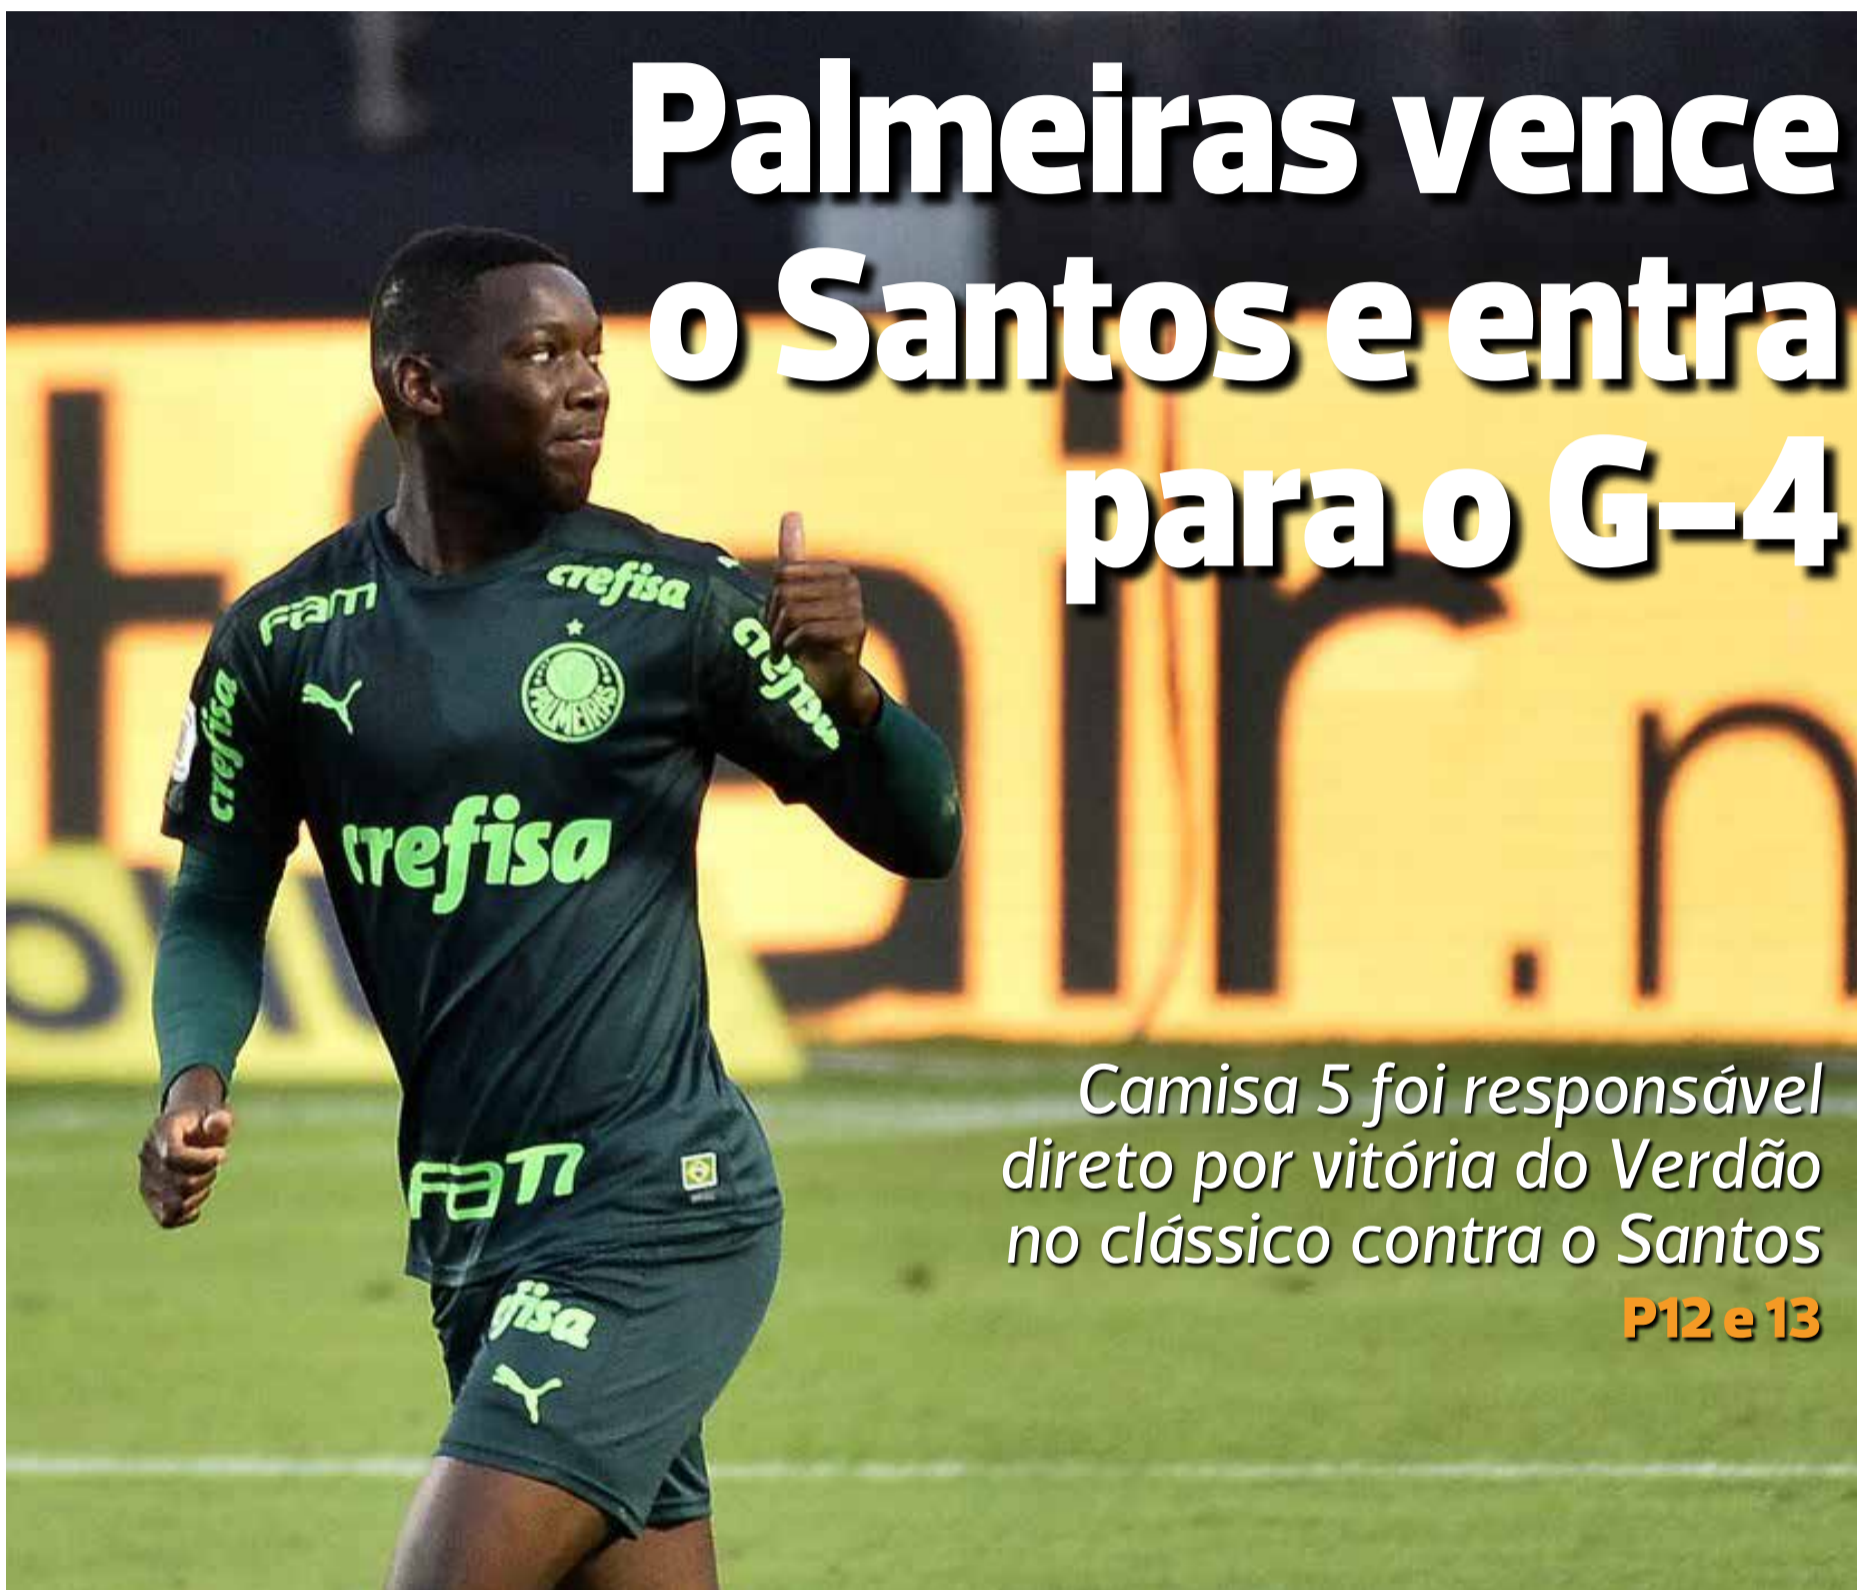 Palmeiras vence
o Santos e entra
para o G–4
FAM
crefisa
crefisa
PALMEIRAS
crefisa
FAM
fisa
Camisa 5 foi responsável
direto por vitória do Verdão
no clássico contra o Santos
P12 e 13